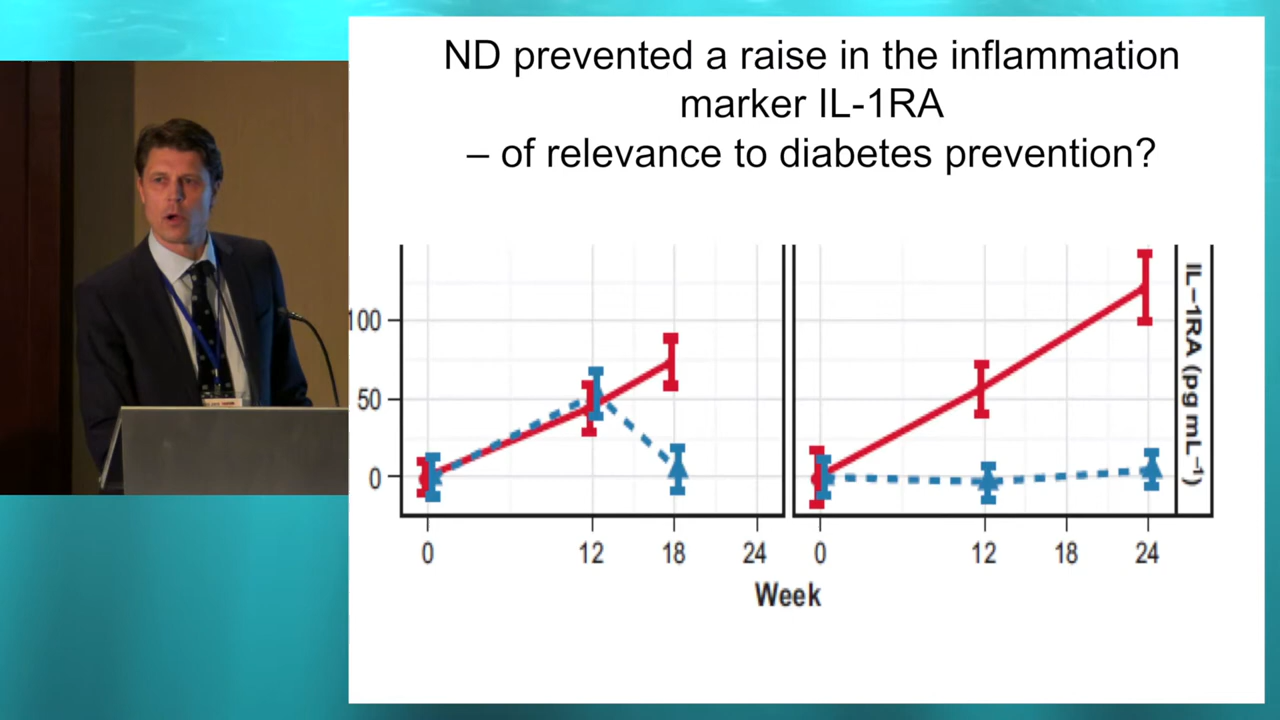 ND prevented a raise in the inflammation
marker IL-1RA
– of relevance to diabetes prevention?
100
50
0
0 12 18 24
0 12 18 24
Week
IL-1RA (pg mL⁻¹)